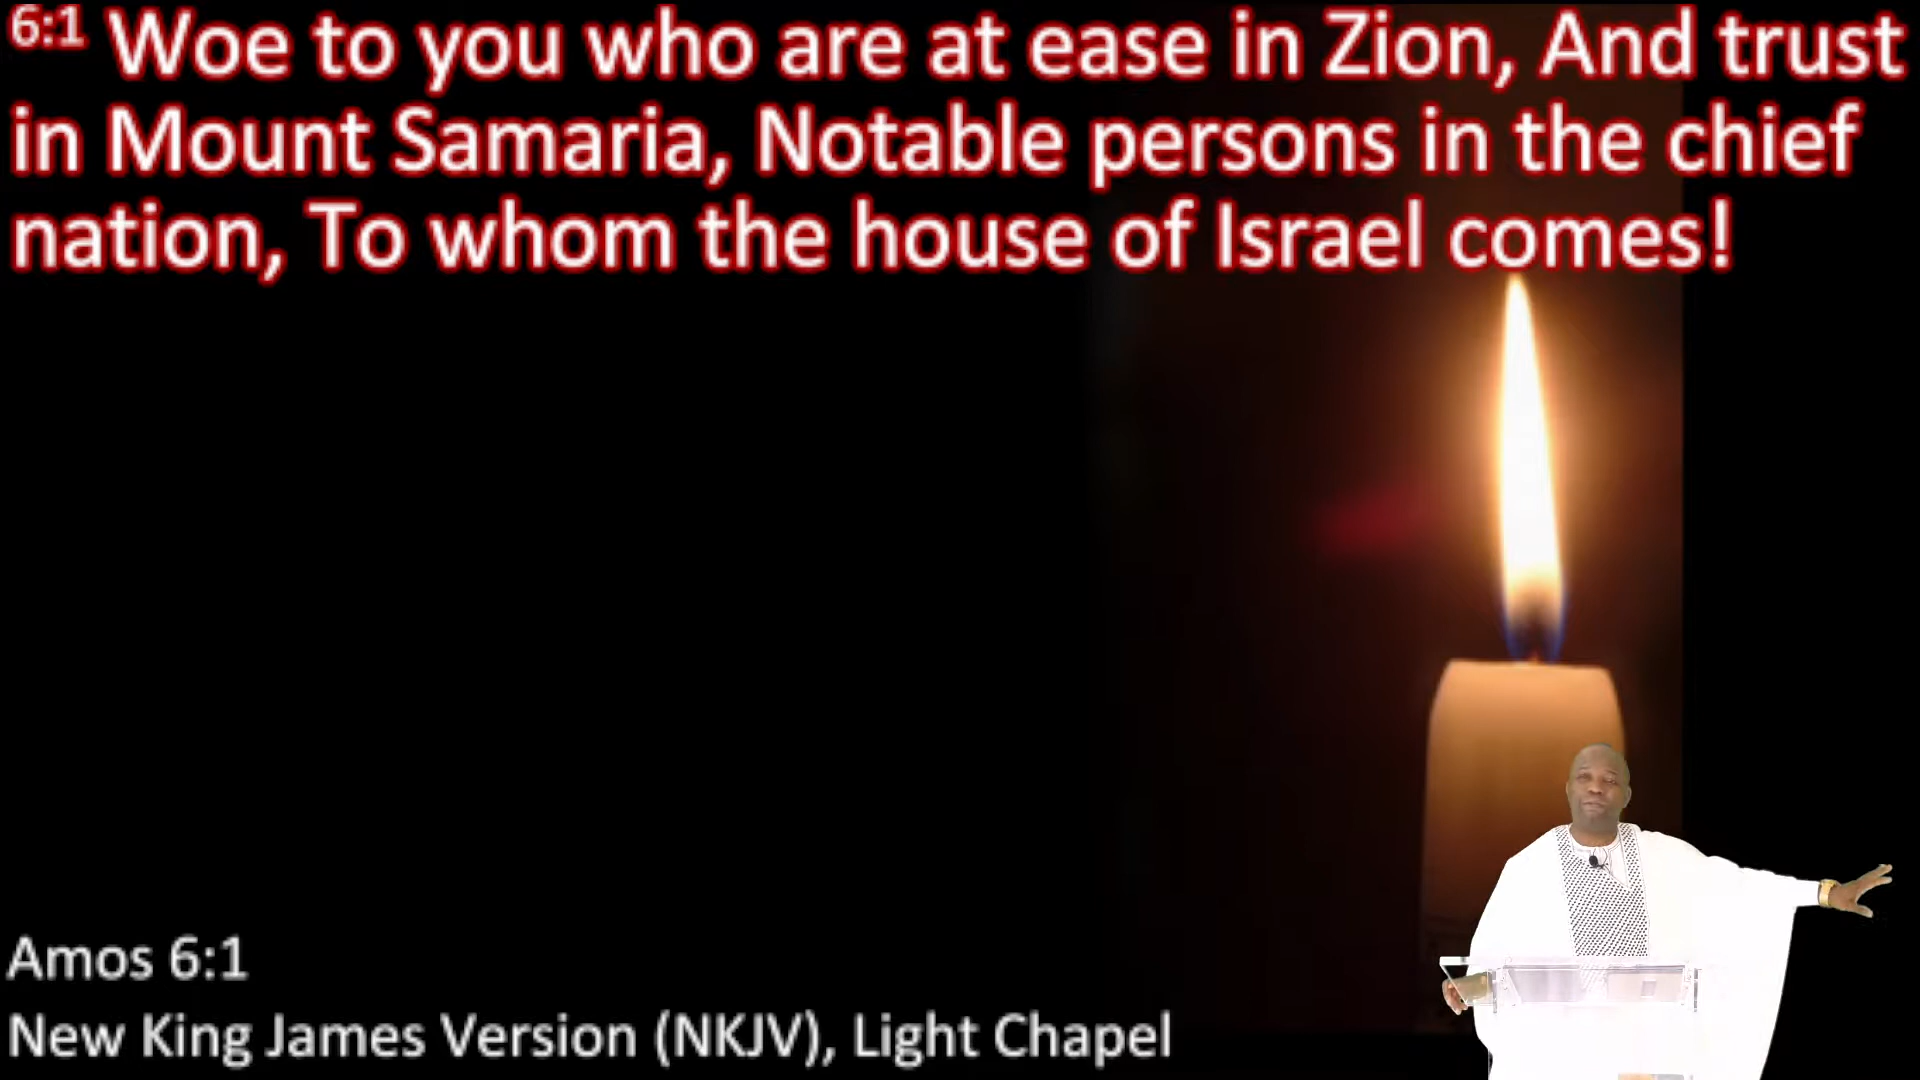 6:1 Woe to you who are at ease in Zion, And trust
in Mount Samaria, Notable persons in the chief
nation, To whom the house of Israel comes!
Amos 6:1
New King James Version (NKJV), Light Chapel